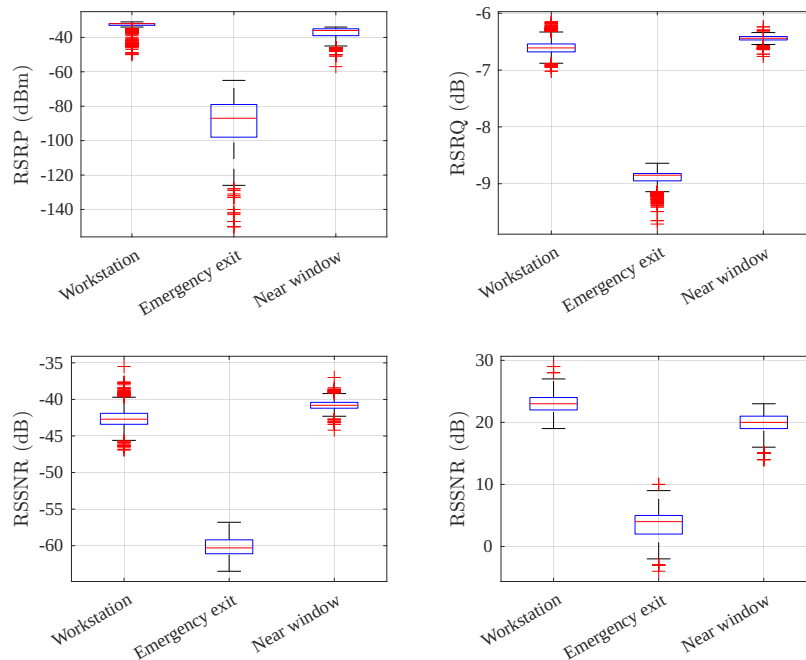 RSRP (dBm)
-40
-60
-80
-100
-120
-140
Workstation
Emergency exit
Near window
RSRQ (dB)
-6
-7
-8
-9
Workstation
Emergency exit
Near window
RSSNR (dB)
-35
-40
-45
-50
-55
-60
Workstation
Emergency exit
Near window
RSSNR (dB)
30
20
10
0
Workstation
Emergency exit
Near window